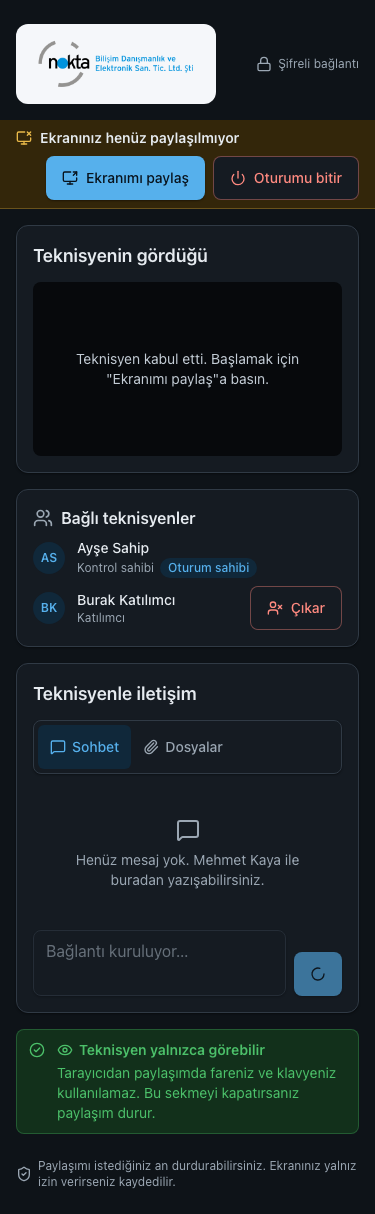 nokta Bilişim Danışmanlık ve
Elektronik San. Tic. Ltd. Şti
Şifreli bağlantı
Ekranınız henüz paylaşılmıyor
Ekranımı paylaş
Oturumu bitir
Teknisyenin gördüğü
Teknisyen kabul etti. Başlamak için
"Ekranımı paylaş"a basın.
Bağlı teknisyenler
AS
Ayşe Sahip
Kontrol sahibi Oturum sahibi
BK
Burak Katılımcı
Katılımcı
Çıkar
Teknisyenle iletişim
Sohbet
Dosyalar
Henüz mesaj yok. Mehmet Kaya ile
buradan yazışabilirsiniz.
Bağlantı kuruluyor...
Teknisyen yalnızca görebilir
Tarayıcıdan paylaşımda fareniz ve klavyeniz
kullanılamaz. Bu sekmeyi kapatırsanız
paylaşım durur.
Paylaşımı istediğiniz an durdurabilirsiniz. Ekranınız yalnız
izin verirseniz kaydedilir.